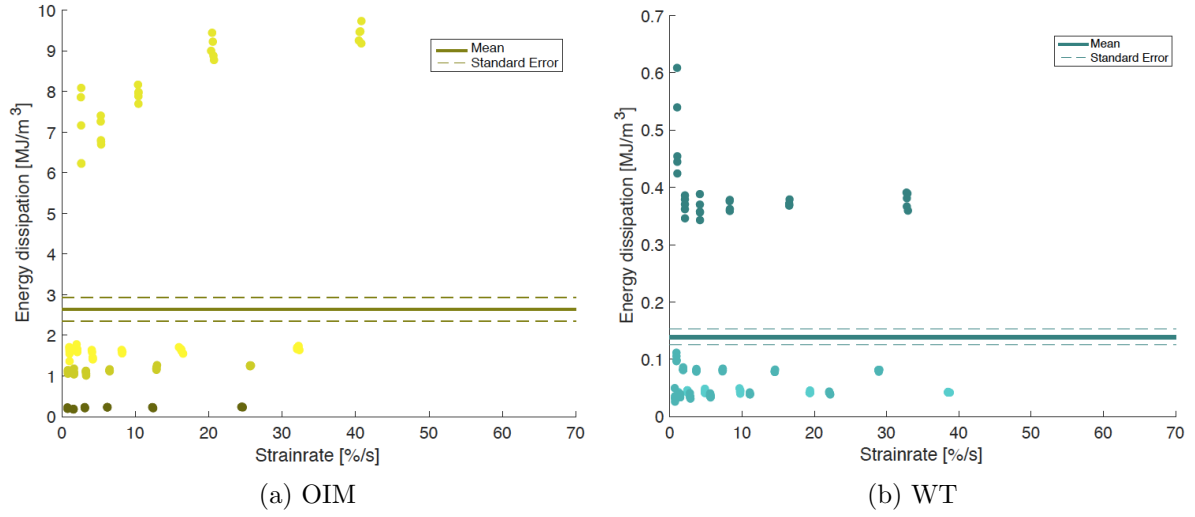 10
9
8
7
6
5
4
3
2
1
0
Energy dissipation [MJ/m³]
Mean
Standard Error
0 10 20 30 40 50 60 70
Strainrate [%/s]
(a) OIM
0.7
0.6
0.5
0.4
0.3
0.2
0.1
0
Energy dissipation [MJ/m³]
Mean
Standard Error
0 10 20 30 40 50 60 70
Strainrate [%/s]
(b) WT